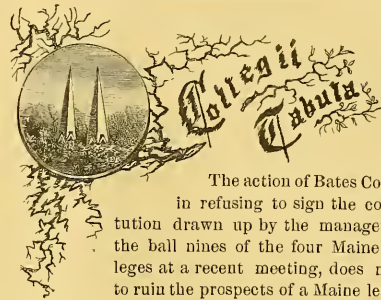 Collegii
Tabula
The action of Bates Co
in refusing to sign the co
tution drawn up by the manage
the ball nines of the four Maine
leges at a recent meeting, does n
to ruin the prospects of a Maine le